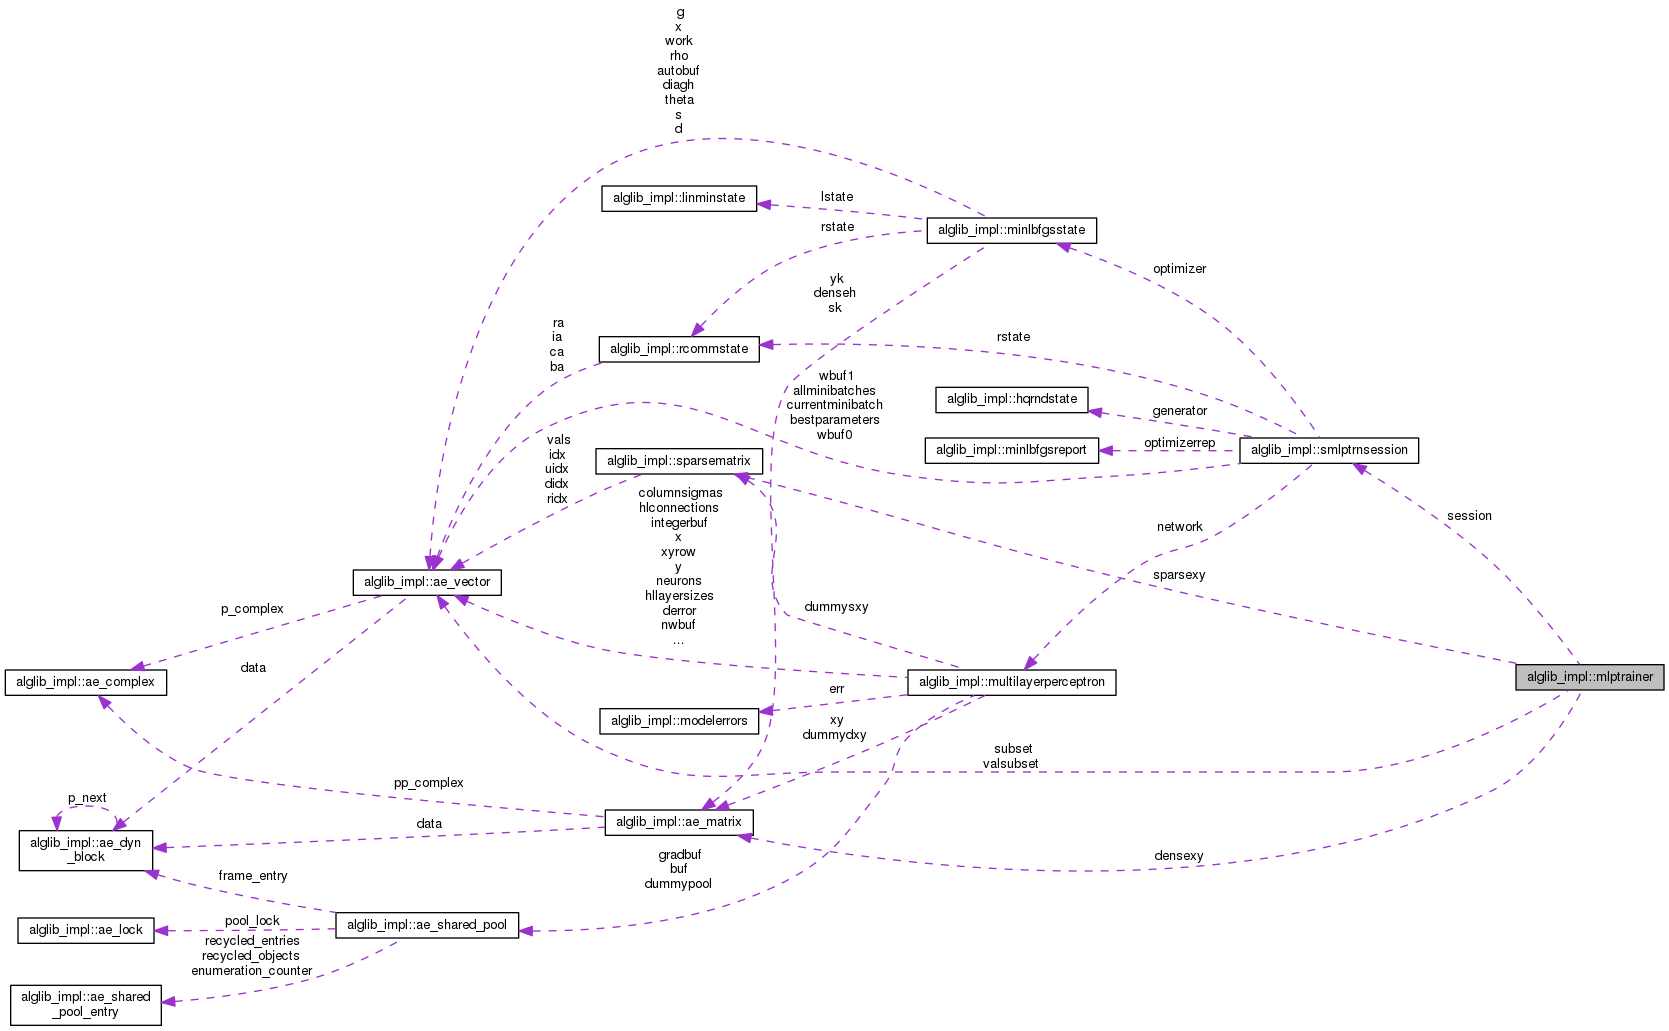 g
x
work
rho
autobuf
diagh
theta
s
d
alglib_impl::linminstate
lstate
alglib_impl::minlbfgsstate
rstate
optimizer
yk
denseh
sk
ra
ia
ca
ba
alglib_impl::rcommstate
rstate
wbuf1
allminibatches
currentminibatch
bestparameters
wbuf0
alglib_impl::hqrndstate
generator
alglib_impl::minlbfgsreport
optimizerrep
alglib_impl::smlptrnsession
vals
idx
uidx
didx
ridx
alglib_impl::sparsematrix
columnsigmas
hlconnections
integerbuf
x
xyrow
y
neurons
hllayersizes
derror
nwbuf
...
session
network
sparsexy
alglib_impl::ae_vector
p_complex
dummysxy
data
alglib_impl::ae_complex
alglib_impl::multilayerperceptron
alglib_impl::mlptrainer
err
alglib_impl::modelerrors
xy
dummydxy
subset
valsubset
pp_complex
p_next
data
alglib_impl::ae_matrix
alglib_impl::ae_dyn
_block
gradbuf
buf
dummypool
densexy
frame_entry
alglib_impl::ae_lock
pool_lock
alglib_impl::ae_shared_pool
recycled_entries
recycled_objects
enumeration_counter
alglib_impl::ae_shared
_pool_entry